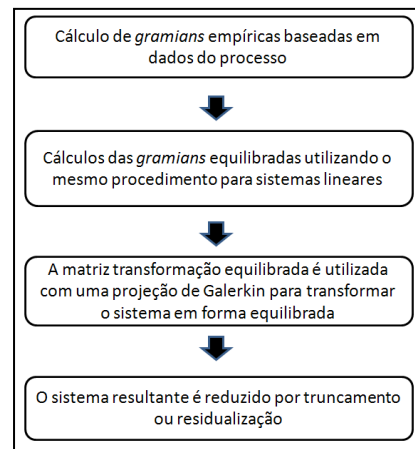 Cálculo de gramians empíricas baseadas em
dados do processo
Cálculos das gramians equilibradas utilizando o
mesmo procedimento para sistemas lineares
A matriz transformação equilibrada é utilizada
com uma projeção de Galerkin para transformar
o sistema em forma equilibrada
O sistema resultante é reduzido por truncamento
ou residualização